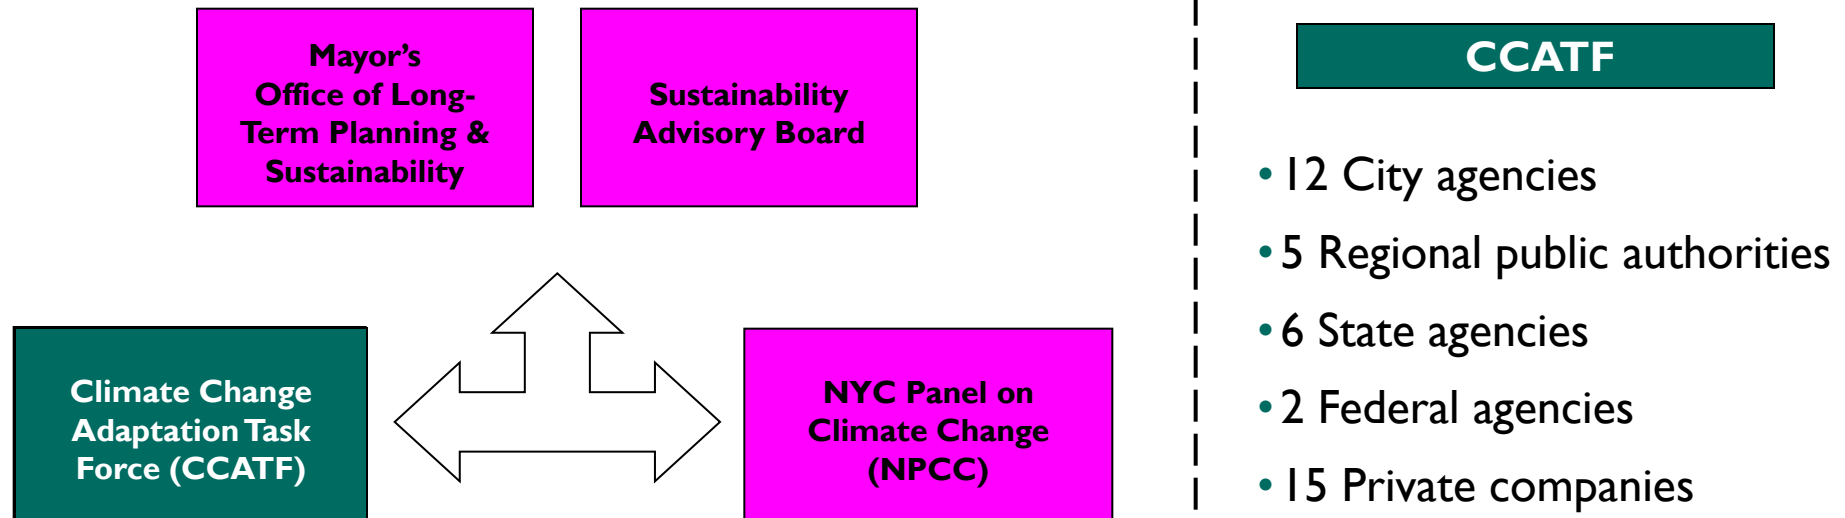 Mayor’s
Office of Long-
Term Planning &
Sustainability
Sustainability
Advisory Board
Climate Change
Adaptation Task
Force (CCATF)
NYC Panel on
Climate Change
(NPCC)
CCATF
• 12 City agencies
• 5 Regional public authorities
• 6 State agencies
• 2 Federal agencies
• 15 Private companies